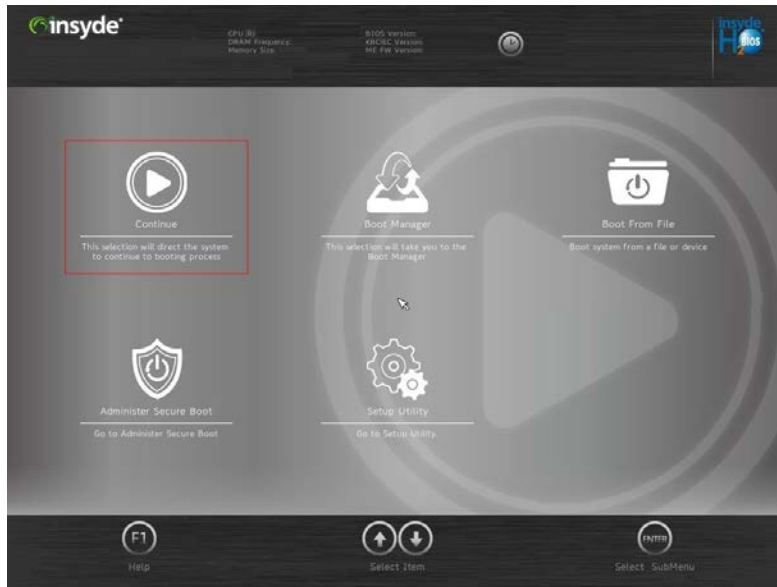 insyde
CPU (R)
DRAM Frequency:
Memory Size:
BIOS Version:
KBC/EC Version:
ME FW Version:
insyde
H2O
BIOS
Continue
This selection will direct the system
to continue to booting process
Boot Manager
This selection will take you to the
Boot Manager
Boot From File
Boot system from a file or device
Administer Secure Boot
Go to Administer Secure Boot
Setup Utility
Go to Setup Utility.
F1
Help
Select Item
ENTER
Select SubMenu